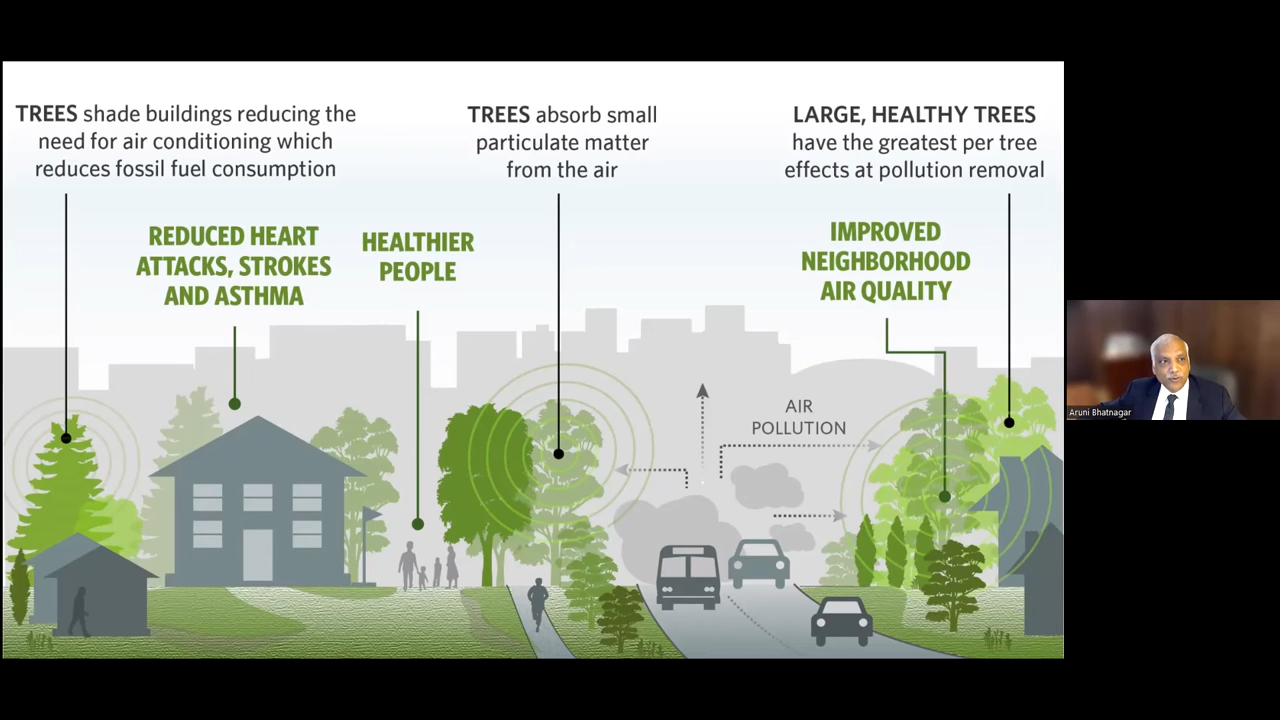 TREES shade buildings reducing the
need for air conditioning which
reduces fossil fuel consumption
TREES absorb small
particulate matter
from the air
LARGE, HEALTHY TREES
have the greatest per tree
effects at pollution removal
REDUCED HEART
ATTACKS, STROKES
AND ASTHMA
HEALTHIER
PEOPLE
IMPROVED
NEIGHBORHOOD
AIR QUALITY
AIR
POLLUTION
Aruni Bhatnagar